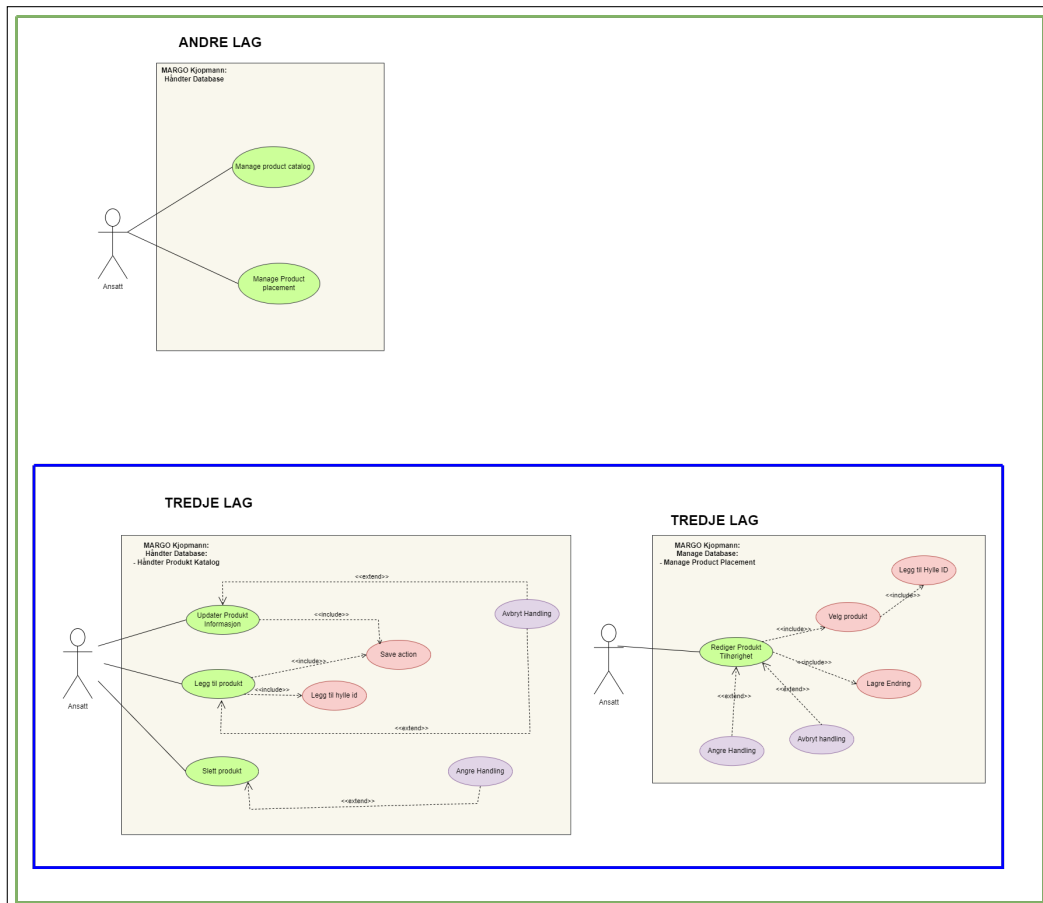 ANDRE LAG
MARGO Kjopmann:
Håndter Database
Manage product catalog
Manage Product
placement
Ansatt
TREDJE LAG
MARGO Kjopmann:
Håndter Database:
- Håndter Produkt Katalog
<<extend>>
Updater Produkt
Informasjon
<<include>>
Avbryt Handling
Save action
<<include>>
Legg til produkt
<<include>>
Legg til hylle id
Ansatt
<<extend>>
Slett produkt
Angre Handling
<<extend>>
TREDJE LAG
MARGO Kjopmann:
Manage Database:
- Manage Product Placement
Legg til Hylle ID
<<include>>
Velg produkt
<<include>>
Rediger Produkt
Tilhørighet
<<include>>
Lagre Endring
Ansatt
<<extend>>
<<extend>>
Avbryt handling
Angre Handling